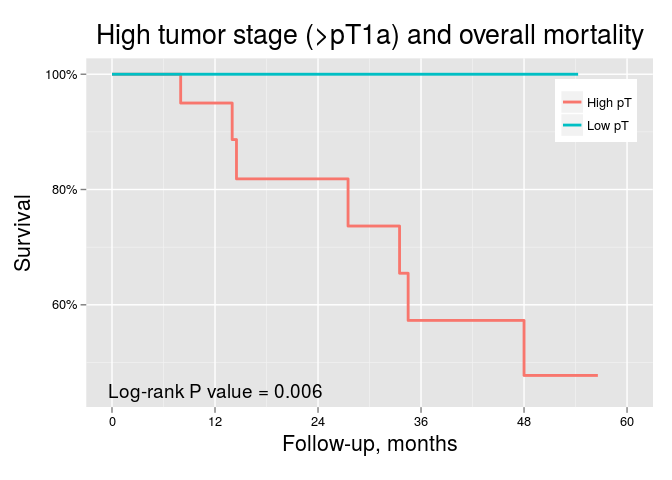 High tumor stage (>pT1a) and overall mortality
100%
80%
60%
Survival
High pT
Low pT
Log-rank P value = 0.006
0 12 24 36 48 60
Follow-up, months